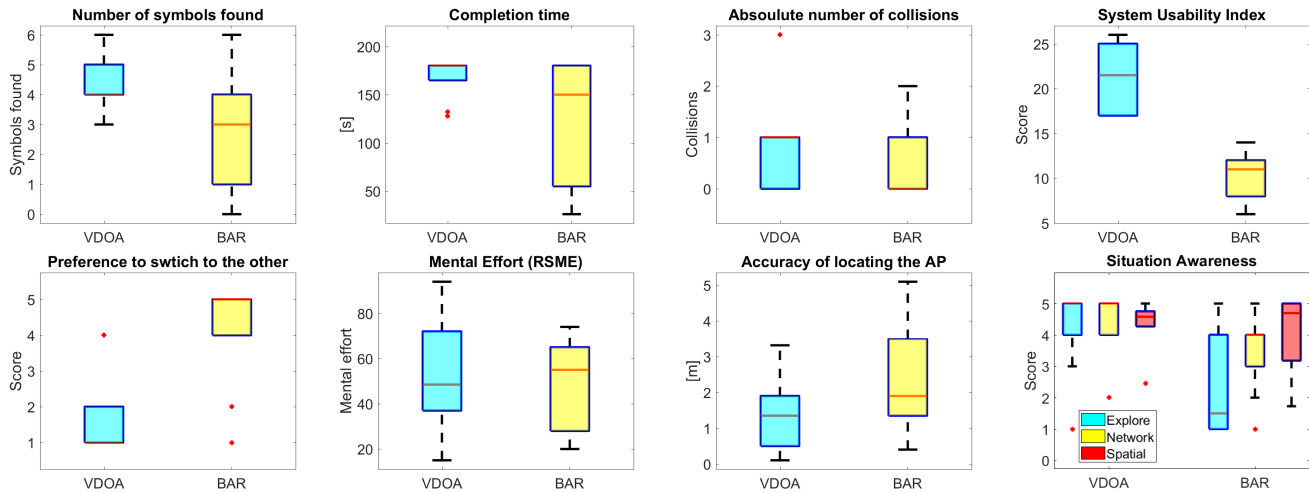 Number of symbols found
Symbols found
6
5
4
3
2
1
0
VDOA
BAR
Completion time
[s]
200
150
100
50
VDOA
BAR
Absoulute number of collisions
Collisions
3
2
1
0
VDOA
BAR
System Usability Index
Score
25
20
15
10
5
VDOA
BAR
Preference to swtich to the other
Score
5
4
3
2
1
VDOA
BAR
Mental Effort (RSME)
Mental effort
80
60
40
20
VDOA
BAR
Accuracy of locating the AP
[m]
5
4
3
2
1
0
VDOA
BAR
Situation Awareness
Score
5
4
3
2
1
0
Explore
Network
Spatial
VDOA
BAR